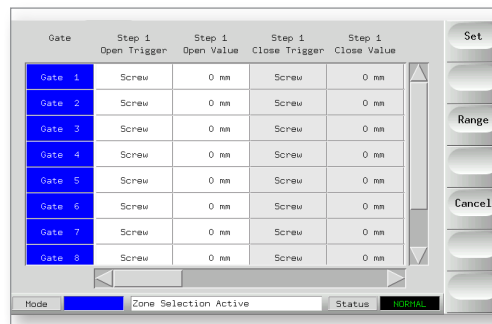 Gate Step 1 Step 1 Step 1 Step 1
Open Trigger Open Value Close Trigger Close Value
Gate 1 Screw 0 mm Screw 0 mm
Gate 2 Screw 0 mm Screw 0 mm
Gate 3 Screw 0 mm Screw 0 mm
Gate 4 Screw 0 mm Screw 0 mm
Gate 5 Screw 0 mm Screw 0 mm
Gate 6 Screw 0 mm Screw 0 mm
Gate 7 Screw 0 mm Screw 0 mm
Gate 8 Screw 0 mm Screw 0 mm
Mode Zone Selection Active Status NORMAL
Set
Range
Cancel